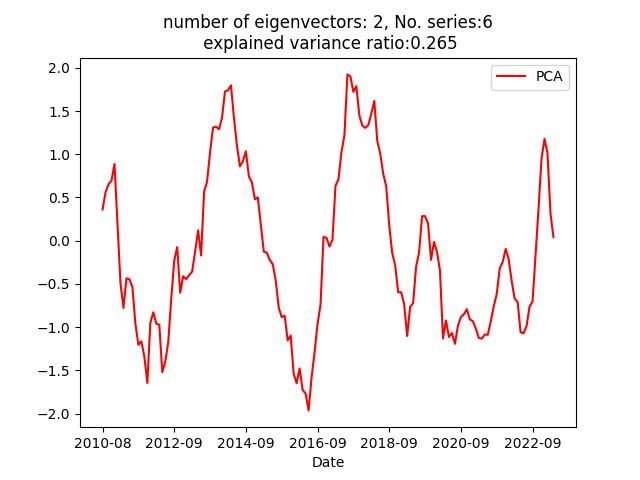 number of eigenvectors: 2, No. series:6
explained variance ratio:0.265
PCA
2.0
1.5
1.0
0.5
0.0
−0.5
−1.0
−1.5
−2.0
2010-08 2012-09 2014-09 2016-09 2018-09 2020-09 2022-09
Date